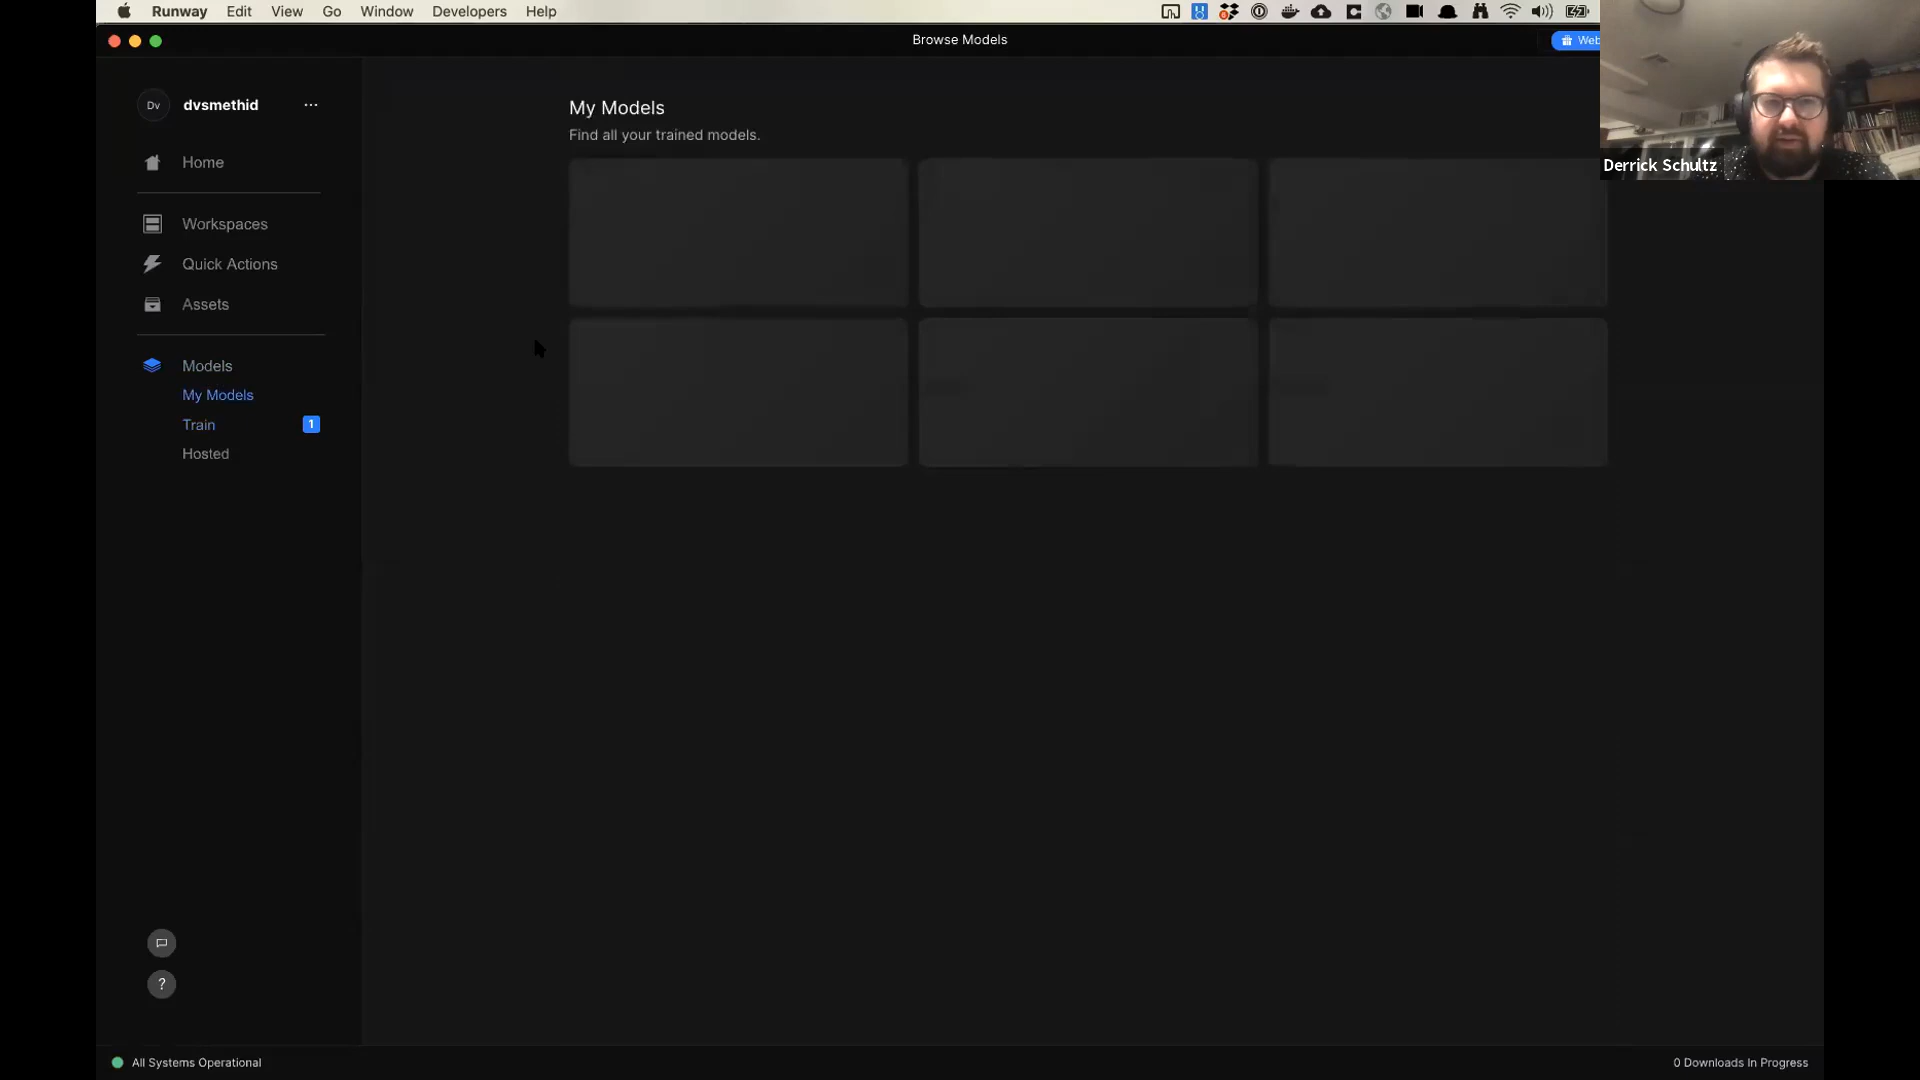 Runway Edit View Go Window Developers Help
Browse Models
Web
Dv dvsmethid ...
Home
Workspaces
Quick Actions
Assets
Models
My Models
Train 1
Hosted
My Models
Find all your trained models.
Derrick Schultz
?
All Systems Operational
0 Downloads In Progress